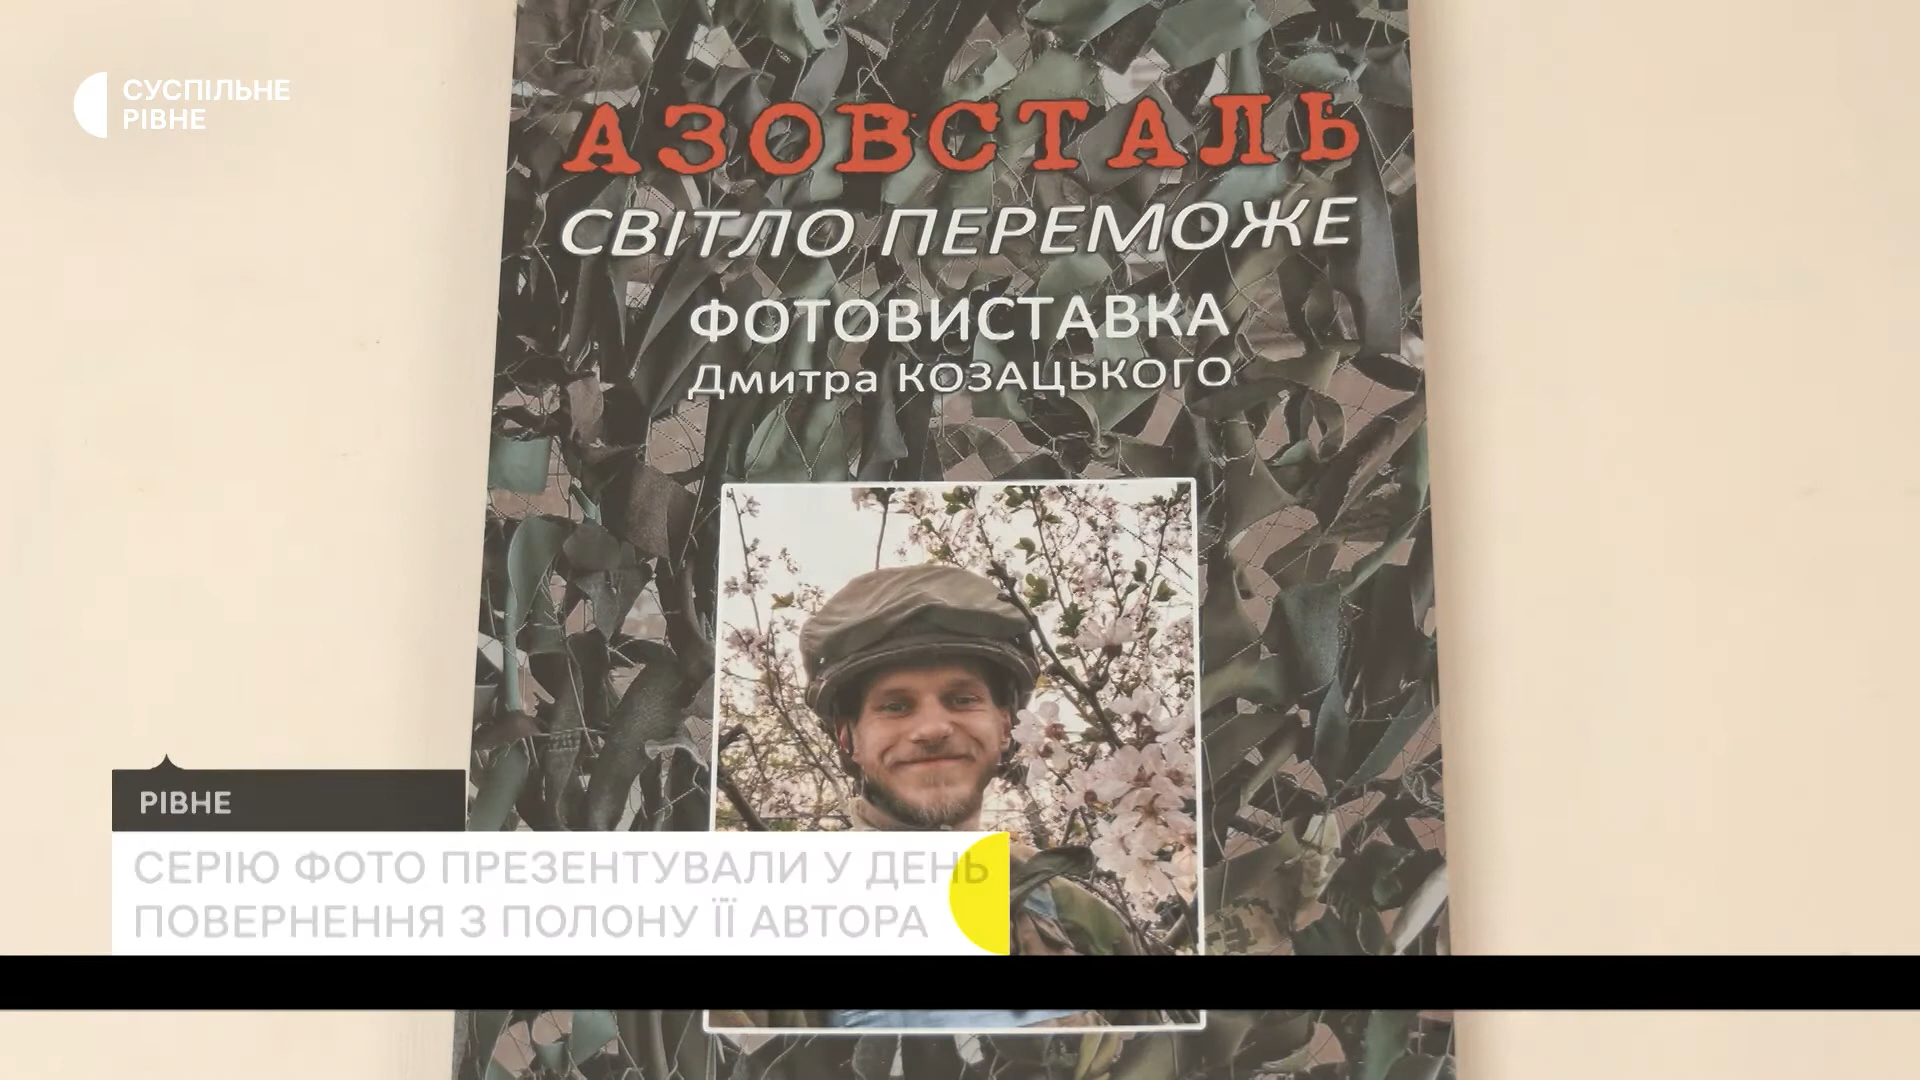 СУСПІЛЬНЕ
РІВНЕ
АЗОВСТАЛЬ
СВІТЛО ПЕРЕМОЖЕ
ФОТОВИСТАВКА
Дмитра КОЗАЦЬКОГО
РІВНЕ
СЕРІЮ ФОТО ПРЕЗЕНТУВАЛИ У ДЕНЬ
ПОВЕРНЕННЯ З ПОЛОНУ ЇЇ АВТОРА